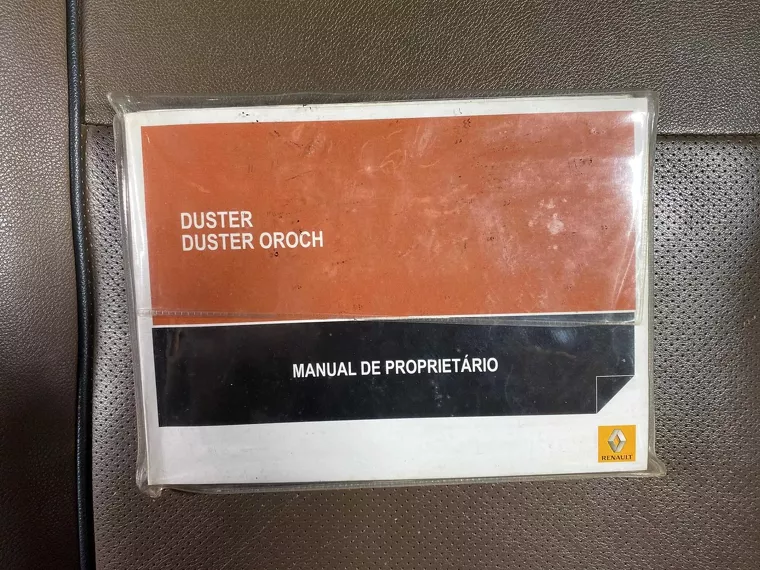 DUSTER
DUSTER OROCH
MANUAL DE PROPRIETÁRIO
RENAULT